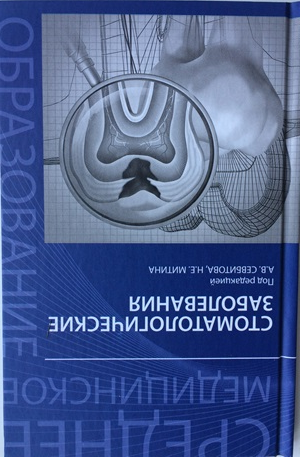 СРЕДНЕЕ
МЕДИЦИНСКОЕ
ОБРАЗОВАНИЕ
СТОМАТОЛОГИЧЕСКИЕ
ЗАБОЛЕВАНИЯ
Под редакцией
А.В. СЕВБИТОВА, Н.Е. МИТИНА